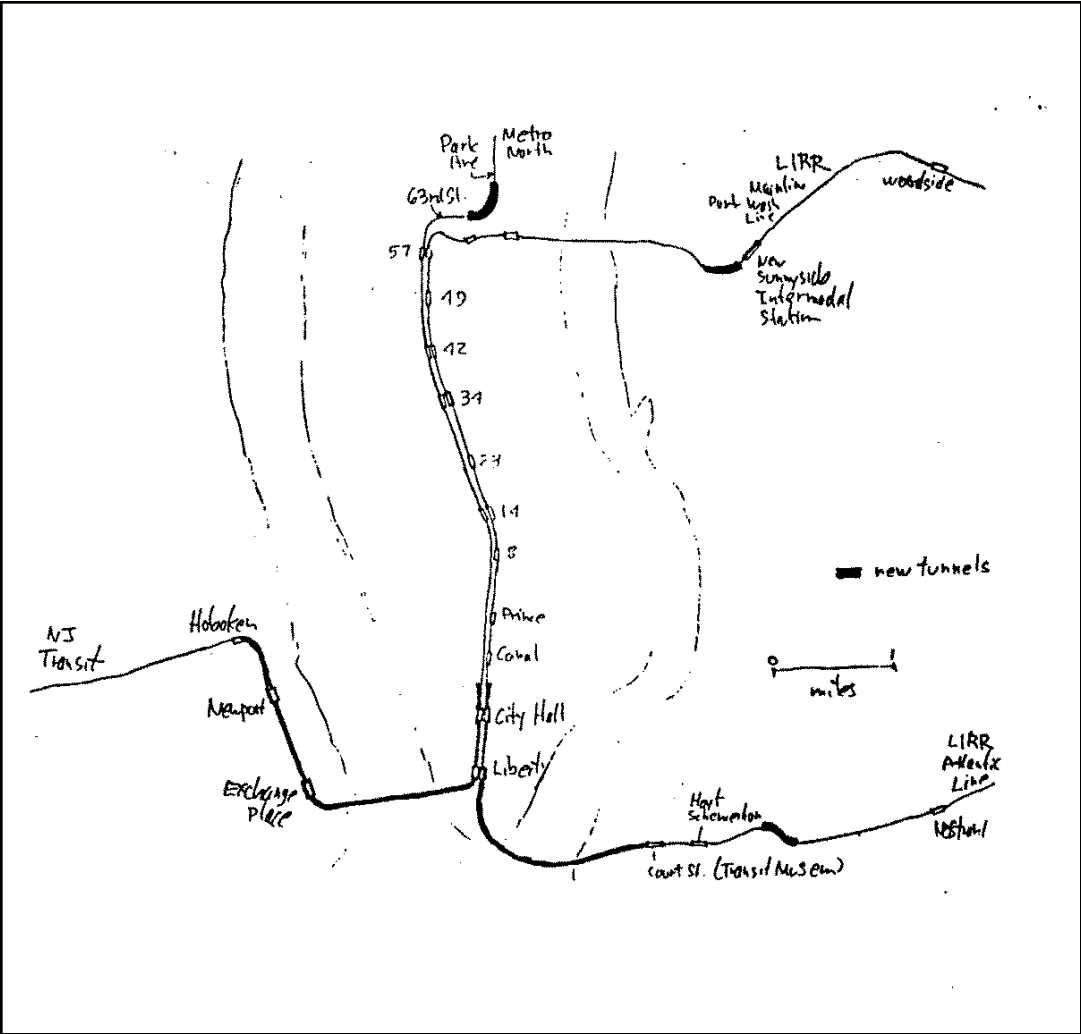 Park
Ave
Metro
North
63rd St.
LIRR
Mainline
Port Wash
Line
Woodside
57
New
Sunnyside
Intermodal
Station
49
42
34
23
14
8
new tunnels
Prince
Canal
0 1
miles
NJ
Transit
Hoboken
Newport
City Hall
Liberty
Exchange
Place
LIRR
Atlantic
Line
Hoyt
Nostrand
Court St. (Transit Museum)